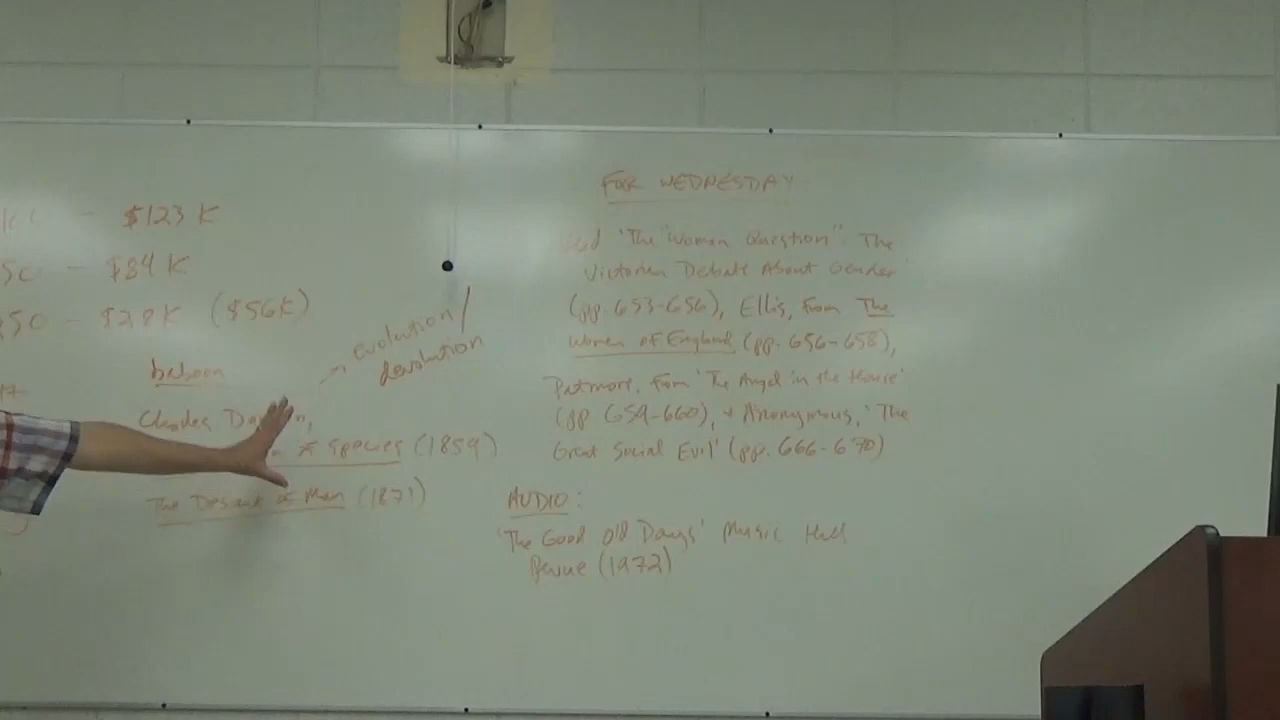 $123 K
50 — $84 K
850 — $28K ($56K)
evolution/
devolution
baboon
Charles
Species (1859)
The Descent of Man (1871)
FOR WEDNESDAY
'The "Woman Question": The
Victorian Debate About Gender'
(pp. 653-656), Ellis, from The
Women of England (pp. 656-658),
Patmore, from 'The Angel in the House'
(pp. 659-660), + Anonymous, 'The
Great Social Evil' (pp. 666-670)
AUDIO:
'The Good Old Days' Music Hall
Revue (1972)